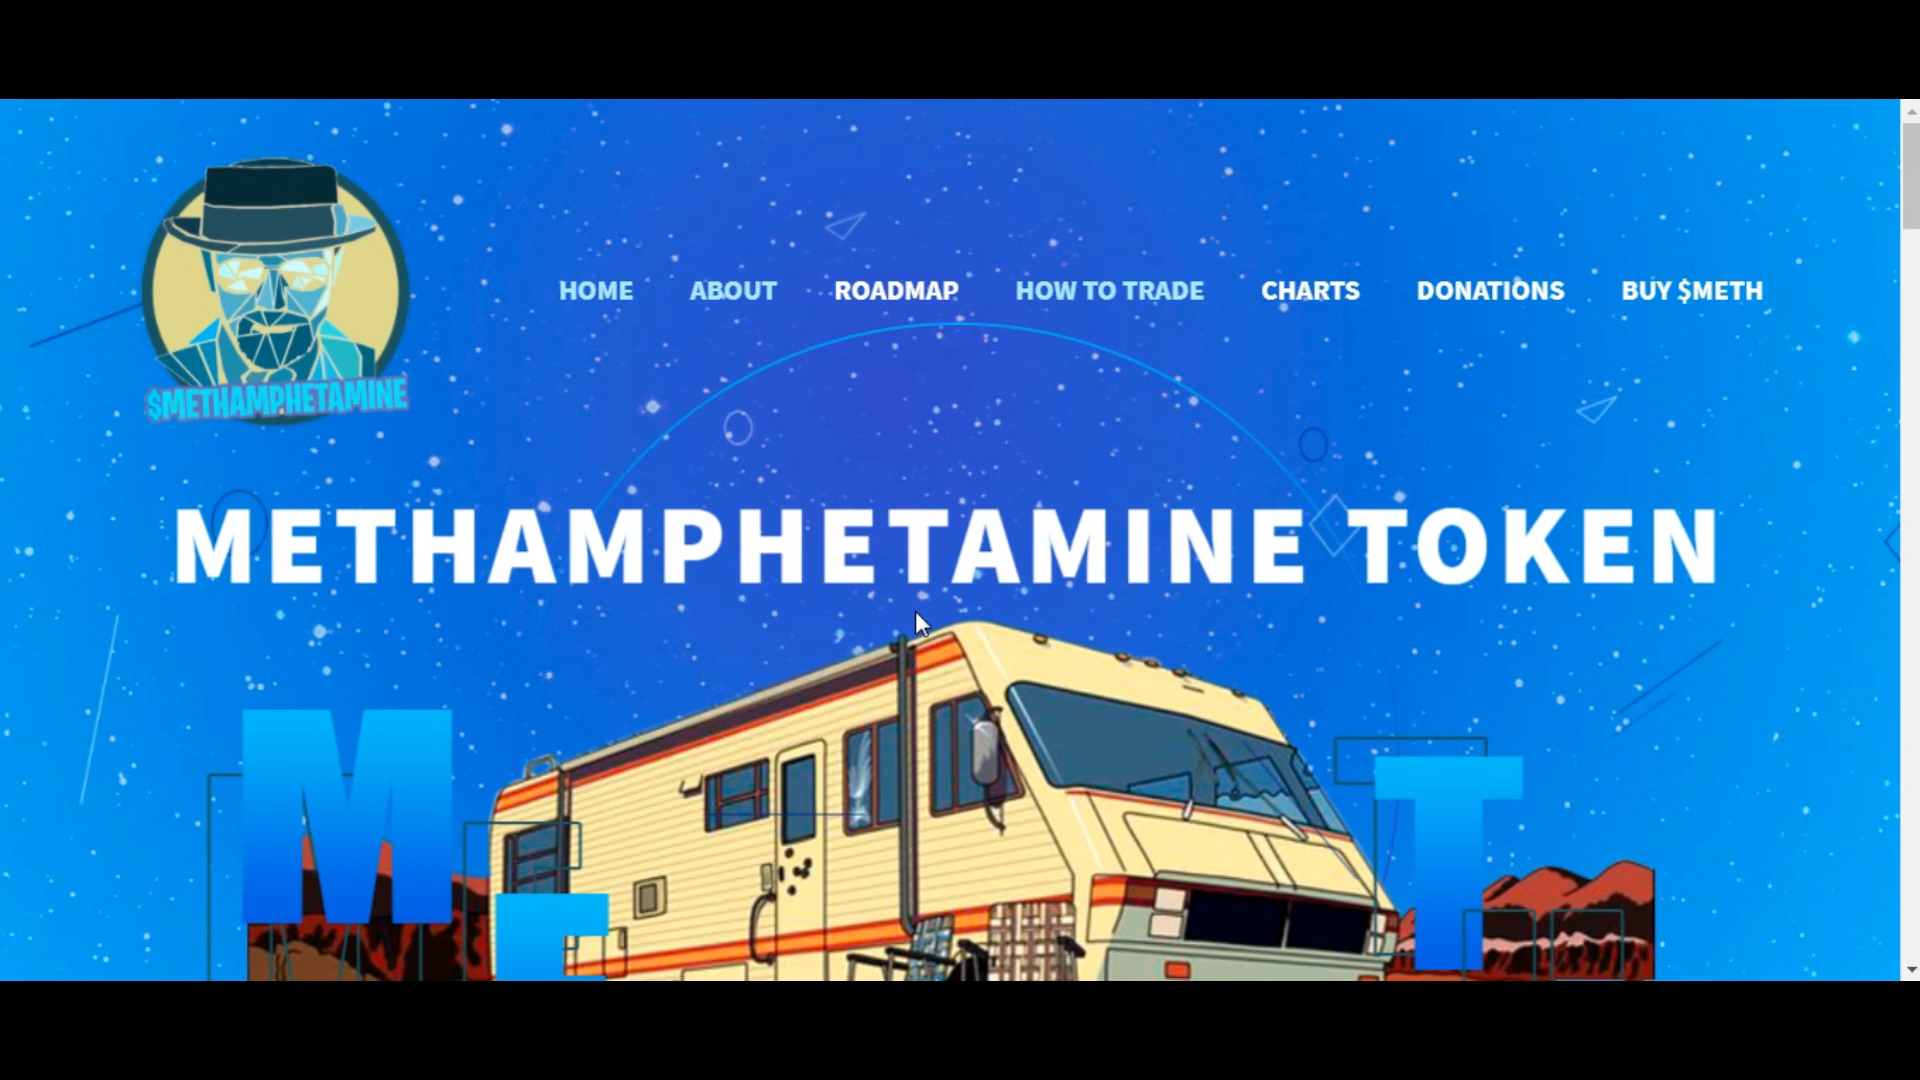 $METHAMPHETAMINE
HOME ABOUT ROADMAP HOW TO TRADE CHARTS DONATIONS BUY $METH
METHAMPHETAMINE TOKEN
M
E
T